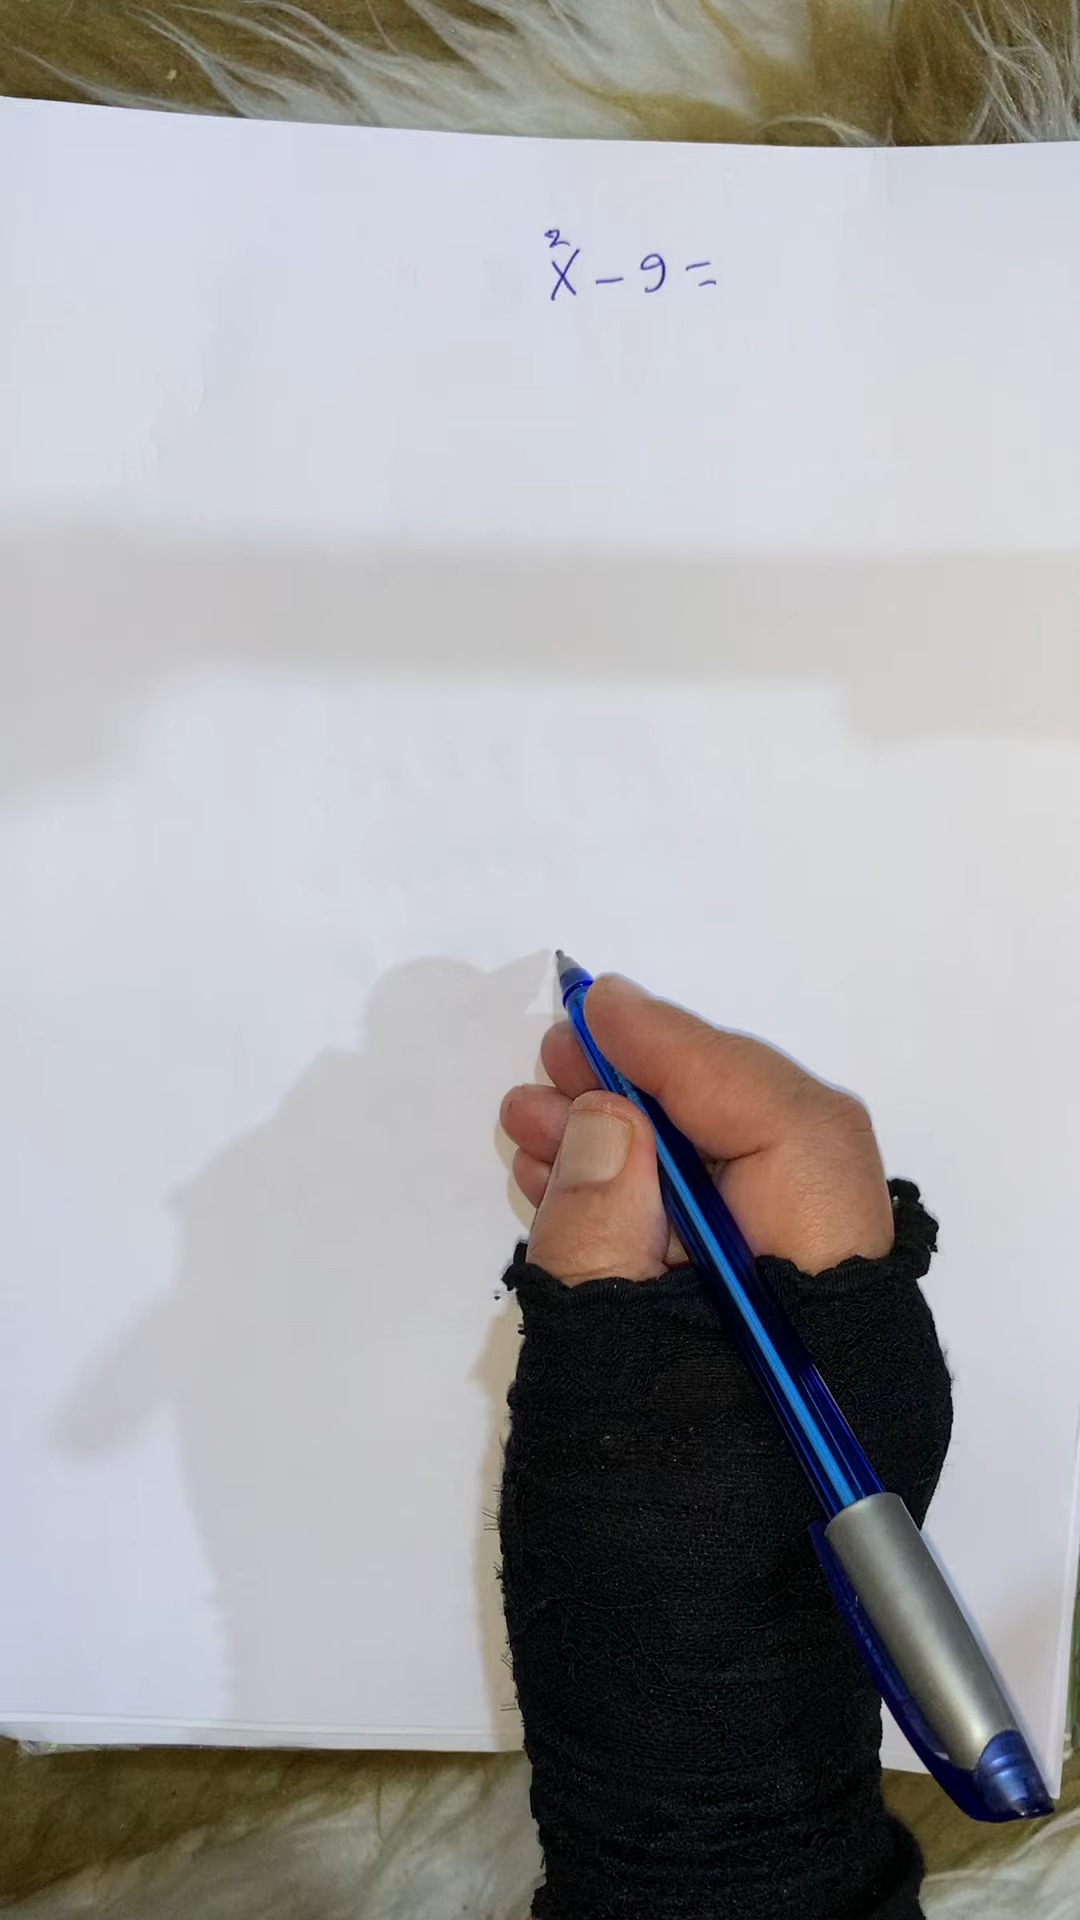 x² - 9 =